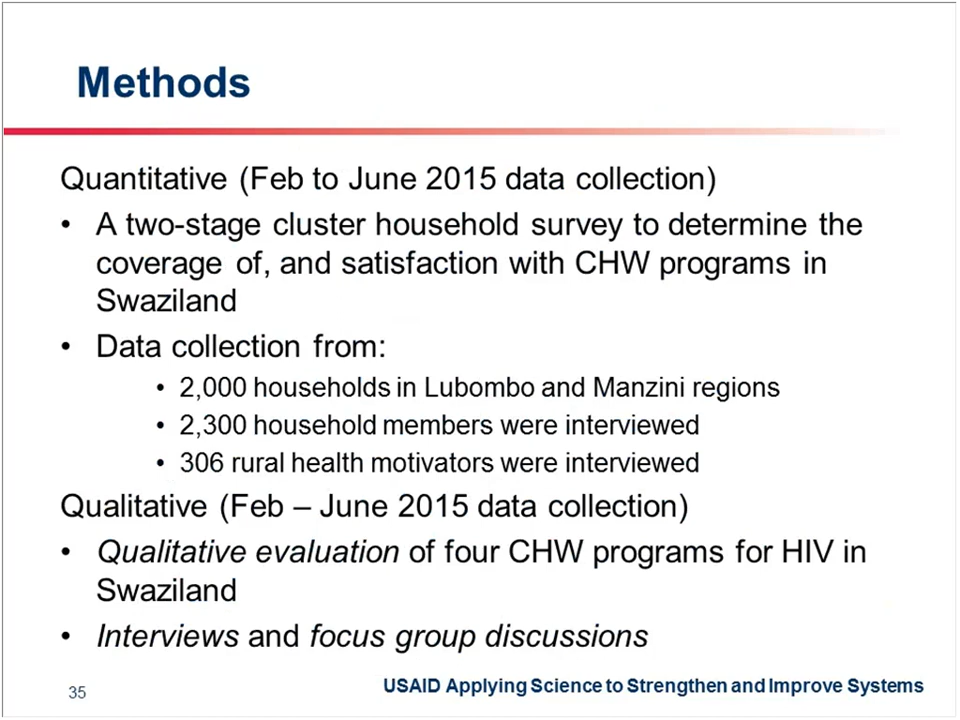 Methods
Quantitative (Feb to June 2015 data collection)
• A two-stage cluster household survey to determine the
coverage of, and satisfaction with CHW programs in
Swaziland
• Data collection from:
• 2,000 households in Lubombo and Manzini regions
• 2,300 household members were interviewed
• 306 rural health motivators were interviewed
Qualitative (Feb – June 2015 data collection)
• Qualitative evaluation of four CHW programs for HIV in
Swaziland
• Interviews and focus group discussions
35
USAID Applying Science to Strengthen and Improve Systems